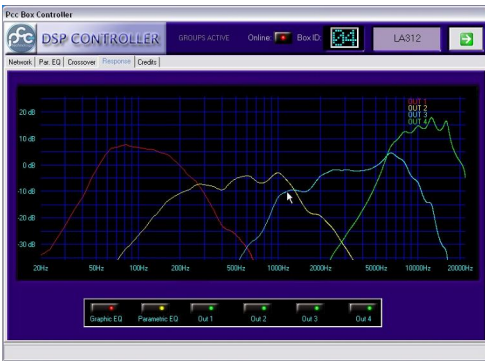 Pcc Box Controller
pfc DSP CONTROLLER GROUPS ACTIVE Online: Box ID: 04 LA312
Network Par. EQ Crossover Response Credits
OUT 1
OUT 2
OUT 3
OUT 4
20 dB
10 dB
0 dB
-10 dB
-20 dB
-30 dB
20Hz 50Hz 100Hz 200Hz 500Hz 1000Hz 2000Hz 5000Hz 10000Hz 20000Hz
Graphic EQ Parametric EQ Out 1 Out 2 Out 3 Out 4